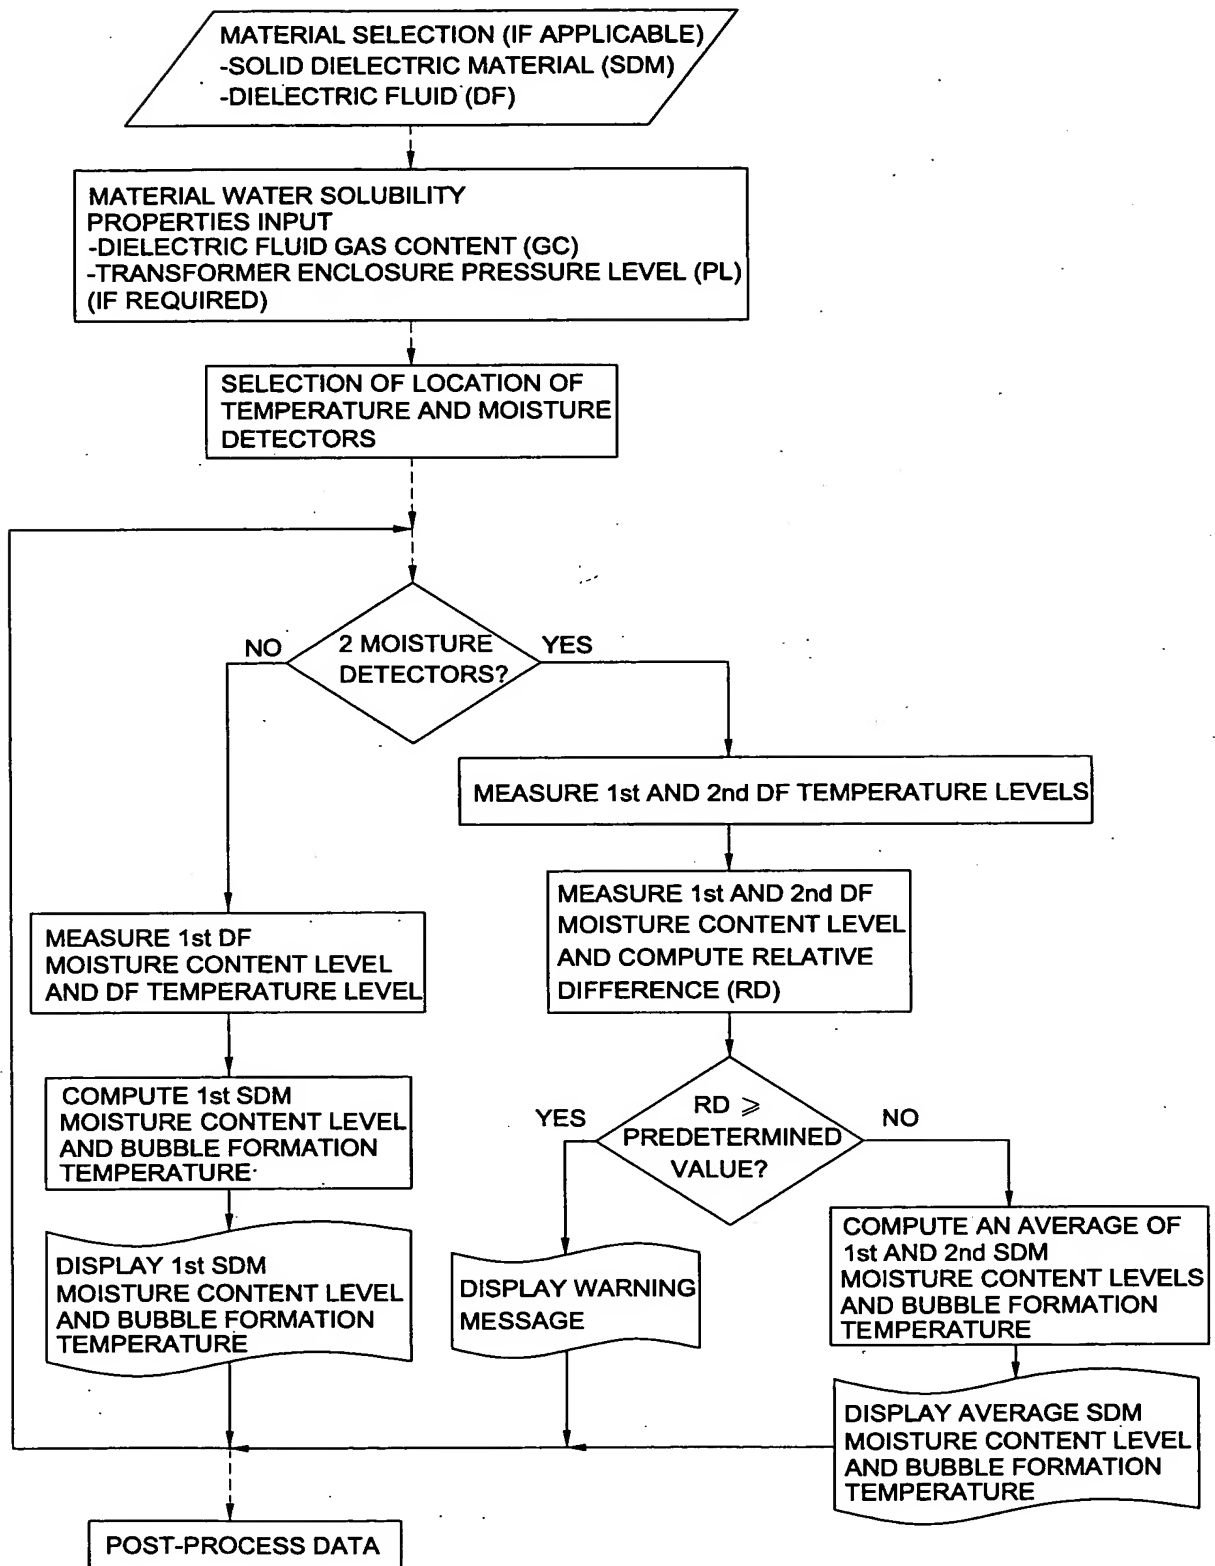 MATERIAL SELECTION (IF APPLICABLE)
-SOLID DIELECTRIC MATERIAL (SDM)
-DIELECTRIC FLUID (DF)
MATERIAL WATER SOLUBILITY
PROPERTIES INPUT
-DIELECTRIC FLUID GAS CONTENT (GC)
-TRANSFORMER ENCLOSURE PRESSURE LEVEL (PL)
(IF REQUIRED)
SELECTION OF LOCATION OF
TEMPERATURE AND MOISTURE
DETECTORS
NO
2 MOISTURE
DETECTORS?
YES
MEASURE 1st AND 2nd DF TEMPERATURE LEVELS
MEASURE 1st AND 2nd DF
MOISTURE CONTENT LEVEL
AND COMPUTE RELATIVE
DIFFERENCE (RD)
MEASURE 1st DF
MOISTURE CONTENT LEVEL
AND DF TEMPERATURE LEVEL
COMPUTE 1st SDM
MOISTURE CONTENT LEVEL
AND BUBBLE FORMATION
TEMPERATURE
YES
RD ⩾
PREDETERMINED
VALUE?
NO
DISPLAY 1st SDM
MOISTURE CONTENT LEVEL
AND BUBBLE FORMATION
TEMPERATURE
DISPLAY WARNING
MESSAGE
COMPUTE AN AVERAGE OF
1st AND 2nd SDM
MOISTURE CONTENT LEVELS
AND BUBBLE FORMATION
TEMPERATURE
DISPLAY AVERAGE SDM
MOISTURE CONTENT LEVEL
AND BUBBLE FORMATION
TEMPERATURE
POST-PROCESS DATA